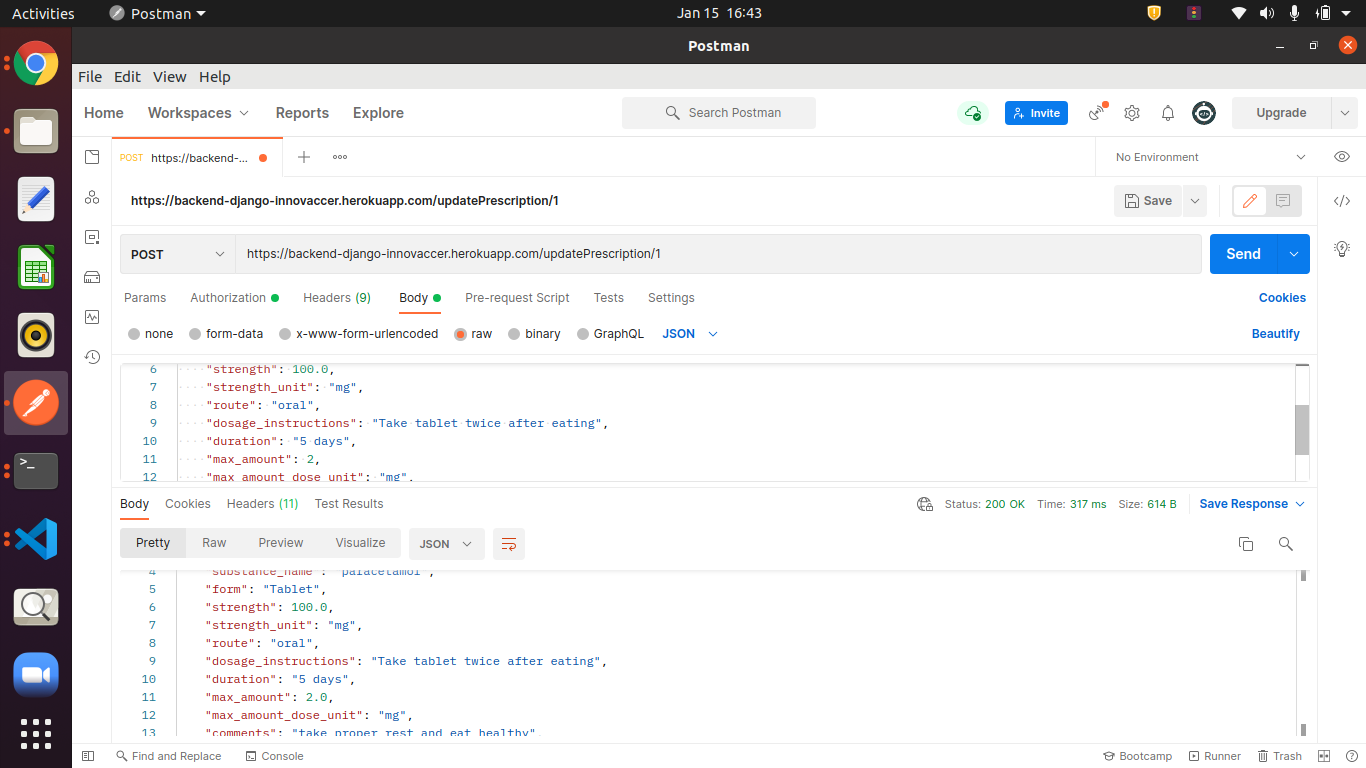 Activities
Postman
Jan 15 16:43
Postman
File Edit View Help
Home Workspaces Reports Explore
Search Postman
Invite
Upgrade
POST https://backend-...
No Environment
https://backend-django-innovaccer.herokuapp.com/updatePrescription/1
Save
POST
https://backend-django-innovaccer.herokuapp.com/updatePrescription/1
Send
Params Authorization Headers (9) Body Pre-request Script Tests Settings
Cookies
none form-data x-www-form-urlencoded raw binary GraphQL JSON
Beautify
6 "strength": 100.0,
7 "strength_unit": "mg",
8 "route": "oral",
9 "dosage_instructions": "Take tablet twice after eating",
10 "duration": "5 days",
11 "max_amount": 2,
12 "max_amount_dose_unit": "mg",
Body Cookies Headers (11) Test Results
Status: 200 OK Time: 317 ms Size: 614 B
Save Response
Pretty Raw Preview Visualize
JSON
4 "substance_name": "paracetamol",
5 "form": "Tablet",
6 "strength": 100.0,
7 "strength_unit": "mg",
8 "route": "oral",
9 "dosage_instructions": "Take tablet twice after eating",
10 "duration": "5 days",
11 "max_amount": 2.0,
12 "max_amount_dose_unit": "mg",
13 "comments": "take proper rest and eat healthy",
Find and Replace Console
Bootcamp Runner Trash